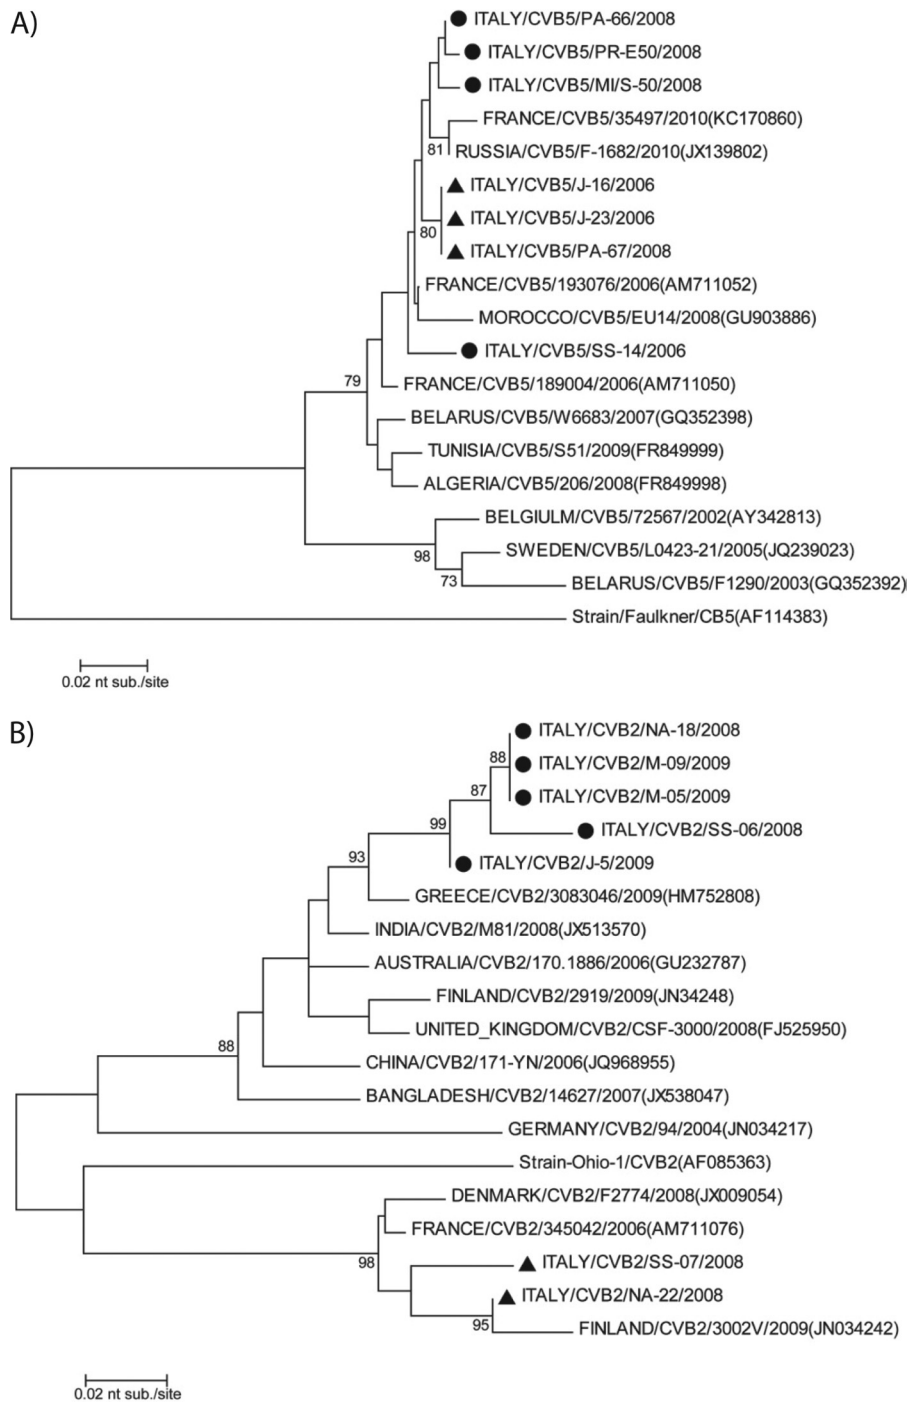 A)
ITALY/CVB5/PA-66/2008
ITALY/CVB5/PR-E50/2008
ITALY/CVB5/MI/S-50/2008
FRANCE/CVB5/35497/2010(KC170860)
81
RUSSIA/CVB5/F-1682/2010(JX139802)
ITALY/CVB5/J-16/2006
ITALY/CVB5/J-23/2006
80
ITALY/CVB5/PA-67/2008
FRANCE/CVB5/193076/2006(AM711052)
MOROCCO/CVB5/EU14/2008(GU903886)
ITALY/CVB5/SS-14/2006
79
FRANCE/CVB5/189004/2006(AM711050)
BELARUS/CVB5/W6683/2007(GQ352398)
TUNISIA/CVB5/S51/2009(FR849999)
ALGERIA/CVB5/206/2008(FR849998)
BELGIULM/CVB5/72567/2002(AY342813)
98
SWEDEN/CVB5/L0423-21/2005(JQ239023)
73
BELARUS/CVB5/F1290/2003(GQ352392)
Strain/Faulkner/CB5(AF114383)
0.02 nt sub./site
B)
ITALY/CVB2/NA-18/2008
88
ITALY/CVB2/M-09/2009
87
ITALY/CVB2/M-05/2009
99
ITALY/CVB2/SS-06/2008
93
ITALY/CVB2/J-5/2009
GREECE/CVB2/3083046/2009(HM752808)
INDIA/CVB2/M81/2008(JX513570)
AUSTRALIA/CVB2/170.1886/2006(GU232787)
FINLAND/CVB2/2919/2009(JN34248)
UNITED_KINGDOM/CVB2/CSF-3000/2008(FJ525950)
88
CHINA/CVB2/171-YN/2006(JQ968955)
BANGLADESH/CVB2/14627/2007(JX538047)
GERMANY/CVB2/94/2004(JN034217)
Strain-Ohio-1/CVB2(AF085363)
DENMARK/CVB2/F2774/2008(JX009054)
FRANCE/CVB2/345042/2006(AM711076)
98
ITALY/CVB2/SS-07/2008
ITALY/CVB2/NA-22/2008
95
FINLAND/CVB2/3002V/2009(JN034242)
0.02 nt sub./site